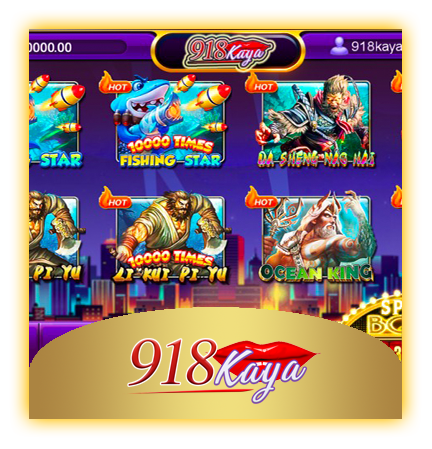 0000.00
918Kaya
918kaya
HOT
HOT
STAR
10000 TIMES
FISHING STAR
DA SHENG NAO HAI
HOT
HOT
PI YU
10000 TIMES
LI KUI PI YU
OCEAN KING
SP
BO
3
918Kaya